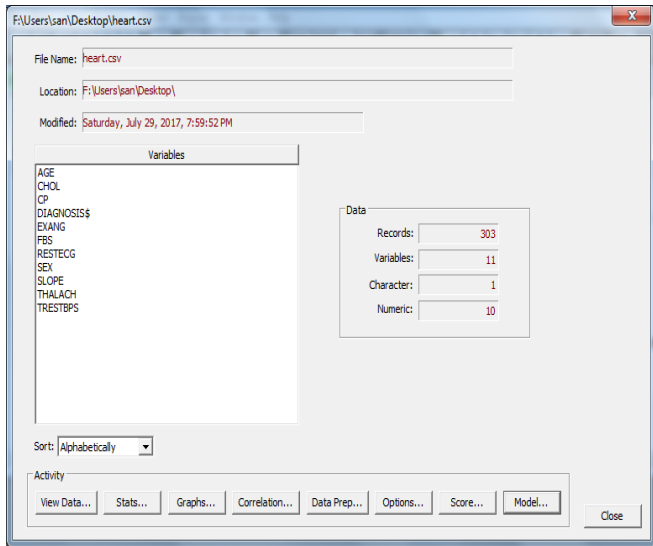 F:\Users\san\Desktop\heart.csv
File Name: heart.csv
Location: F:\Users\san\Desktop\
Modified: Saturday, July 29, 2017, 7:59:52 PM
Variables
AGE
CHOL
CP
DIAGNOSIS$
EXANG
FBS
RESTECG
SEX
SLOPE
THALACH
TRESTBPS
Data
Records: 303
Variables: 11
Character: 1
Numeric: 10
Sort: Alphabetically
Activity
View Data... Stats... Graphs... Correlation... Data Prep... Options... Score... Model...
Close